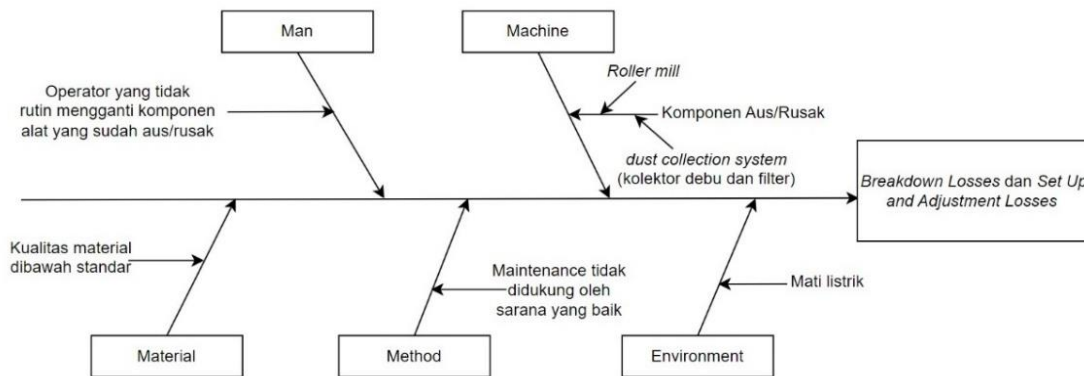 Man
Machine
Roller mill
Operator yang tidak
rutin mengganti komponen
alat yang sudah aus/rusak
Komponen Aus/Rusak
dust collection system
(kolektor debu dan filter)
Breakdown Losses dan Set Up
and Adjustment Losses
Kualitas material
dibawah standar
Maintenance tidak
didukung oleh
sarana yang baik
Mati listrik
Material
Method
Environment